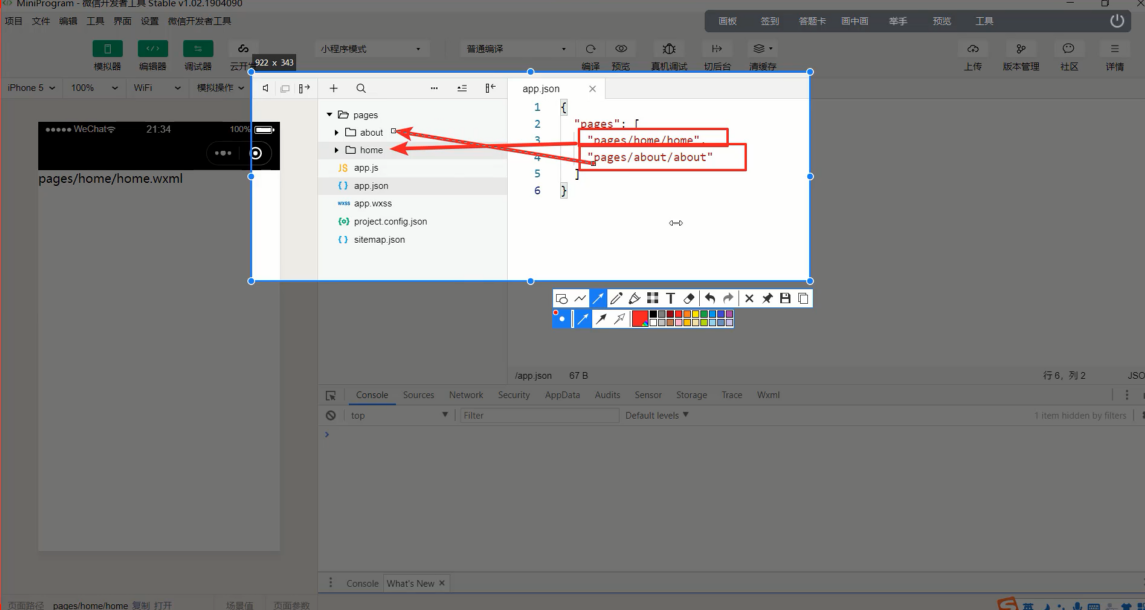 MiniProgram - 微信开发者工具 Stable v1.02.1904090
项目 文件 编辑 工具 界面 设置 微信开发者工具
画板 签到 答题卡 画中画 举手 预览 工具
小程序模式 普通编译
模拟器 编辑器 调试器 云开发 编译 预览 真机调试 切后台 清缓存 上传 版本管理 社区 详情
922 x 343
iPhone 5 100% WiFi 模拟操作
app.json
WeChat 21:34 100%
pages/home/home.wxml
pages
about
home
app.js
app.json
app.wxss
project.config.json
sitemap.json
1 {
2 "pages": [
3 "pages/home/home",
4 "pages/about/about"
5 ]
6 }
/app.json 67 B 行 6，列 2 JSO
Console Sources Network Security AppData Audits Sensor Storage Trace Wxml
top Filter Default levels 1 item hidden by filters
Console What's New
页面路径 pages/home/home 复制 打开 场景值 页面参数
英